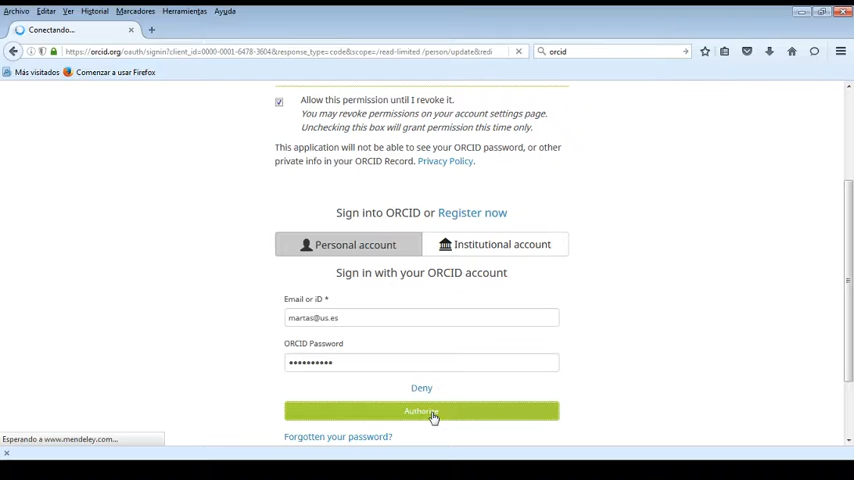 Archivo Editar Ver Historial Marcadores Herramientas Ayuda
Conectando...
https://orcid.org/oauth/signin?client_id=0000-0001-6478-3604&response_type=code&scope=/read-limited /person/update&redi
orcid
Más visitados Comenzar a usar Firefox
Allow this permission until I revoke it.
You may revoke permissions on your account settings page.
Unchecking this box will grant permission this time only.
This application will not be able to see your ORCID password, or other
private info in your ORCID Record. Privacy Policy.
Sign into ORCID or Register now
Personal account Institutional account
Sign in with your ORCID account
Email or iD *
martas@us.es
ORCID Password
Deny
Authorize
Forgotten your password?
Esperando a www.mendeley.com...